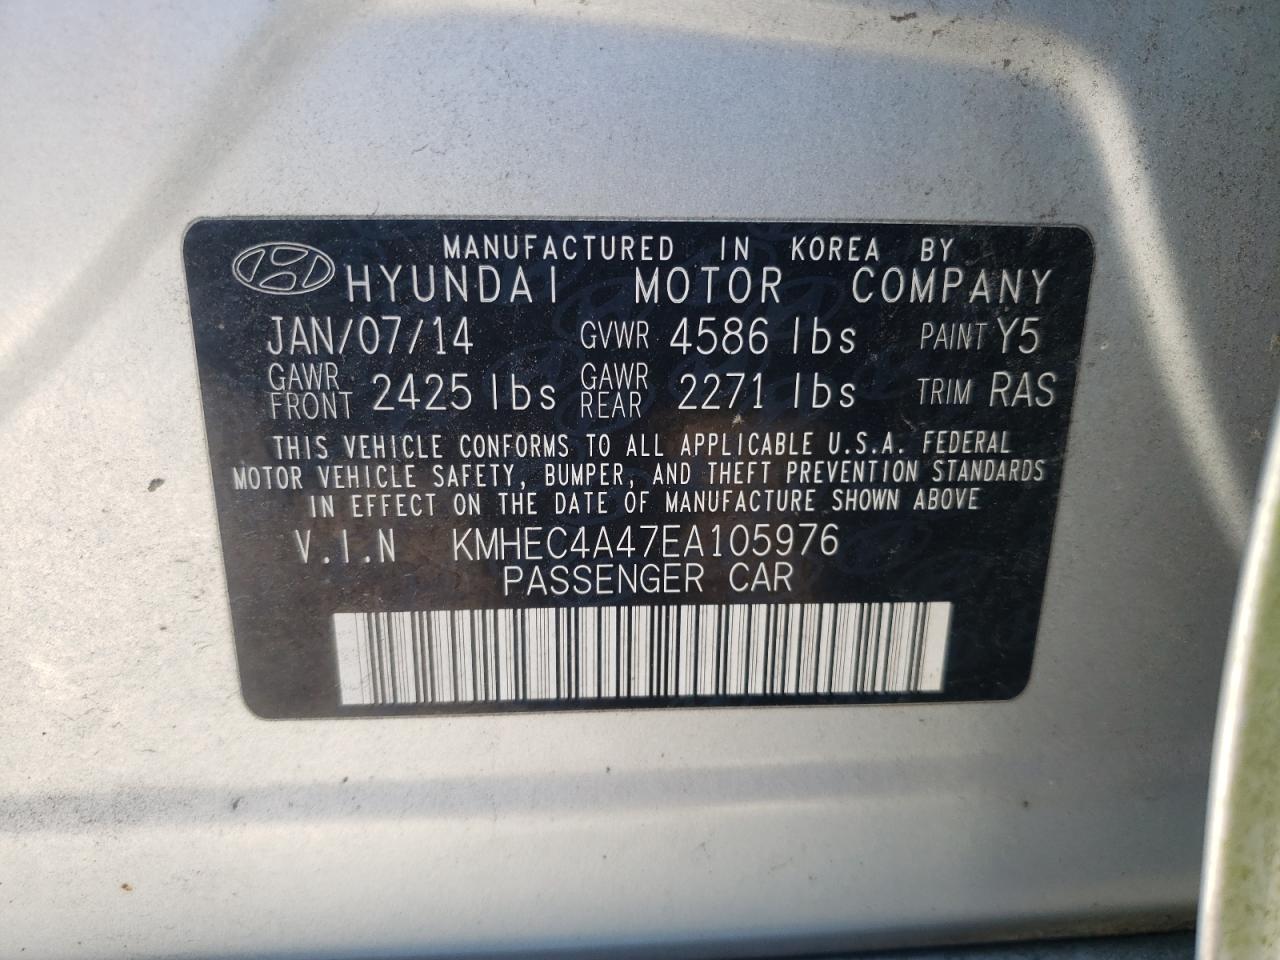 MANUFACTURED IN KOREA BY
HYUNDAI MOTOR COMPANY
JAN/07/14 GVWR 4586 lbs PAINT Y5
GAWR FRONT 2425 lbs GAWR REAR 2271 lbs TRIM RAS
THIS VEHICLE CONFORMS TO ALL APPLICABLE U.S.A. FEDERAL
MOTOR VEHICLE SAFETY, BUMPER, AND THEFT PREVENTION STANDARDS
IN EFFECT ON THE DATE OF MANUFACTURE SHOWN ABOVE
V.I.N KMHEC4A47EA105976
PASSENGER CAR